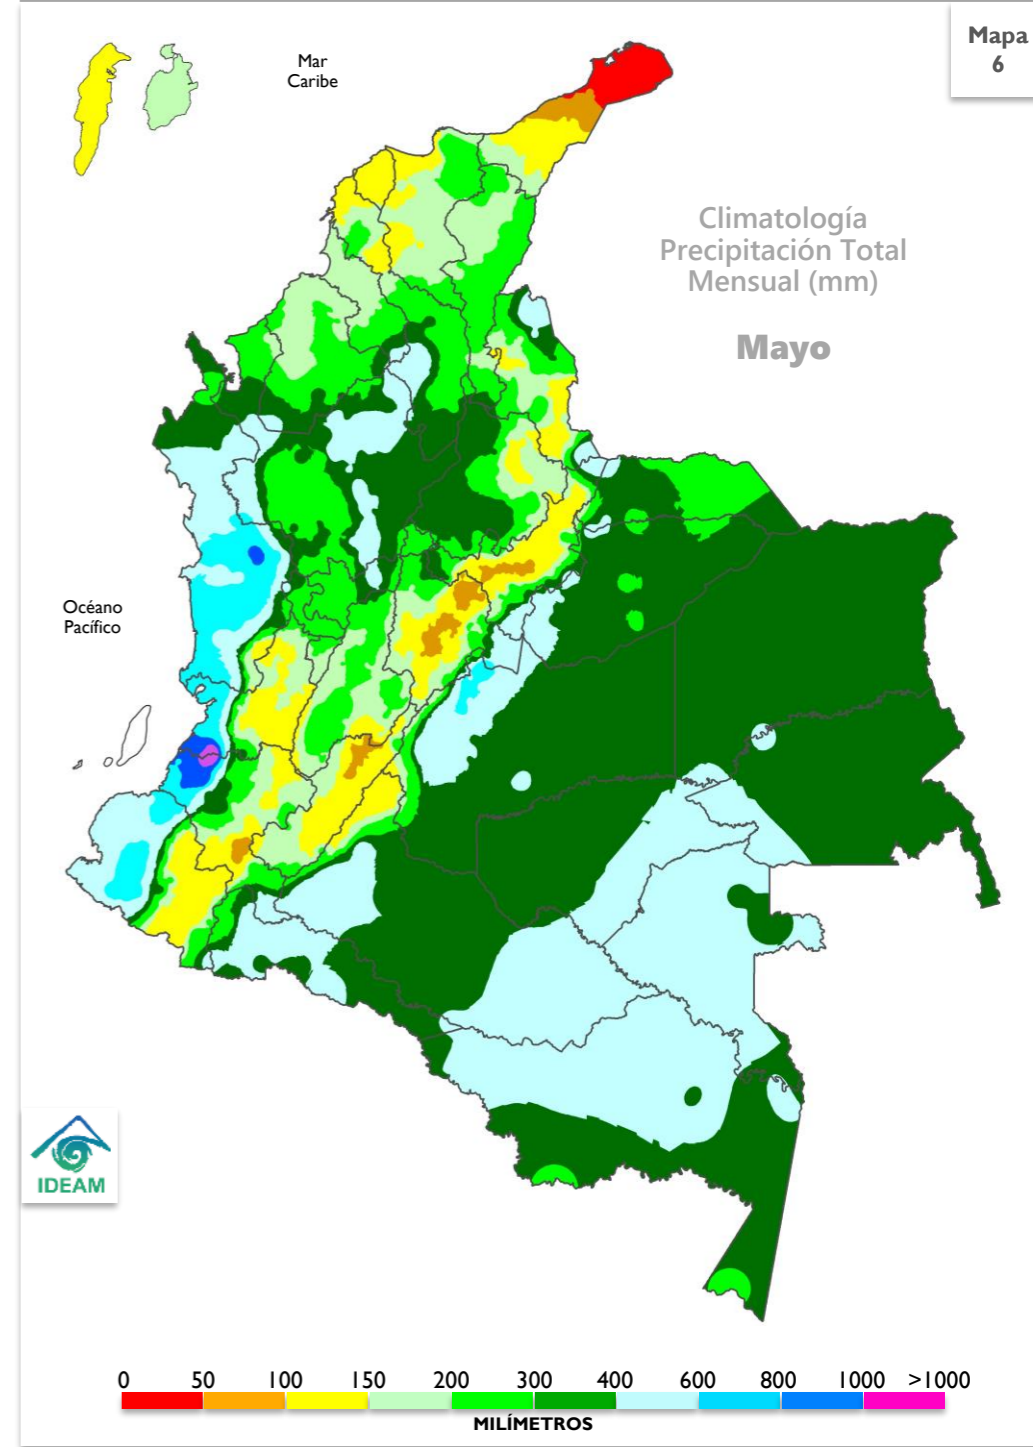 Mapa
6
Mar
Caribe
Climatología
Precipitación Total
Mensual (mm)
Mayo
Océano
Pacífico
IDEAM
0 50 100 150 200 300 400 600 800 1000 >1000
MILÍMETROS